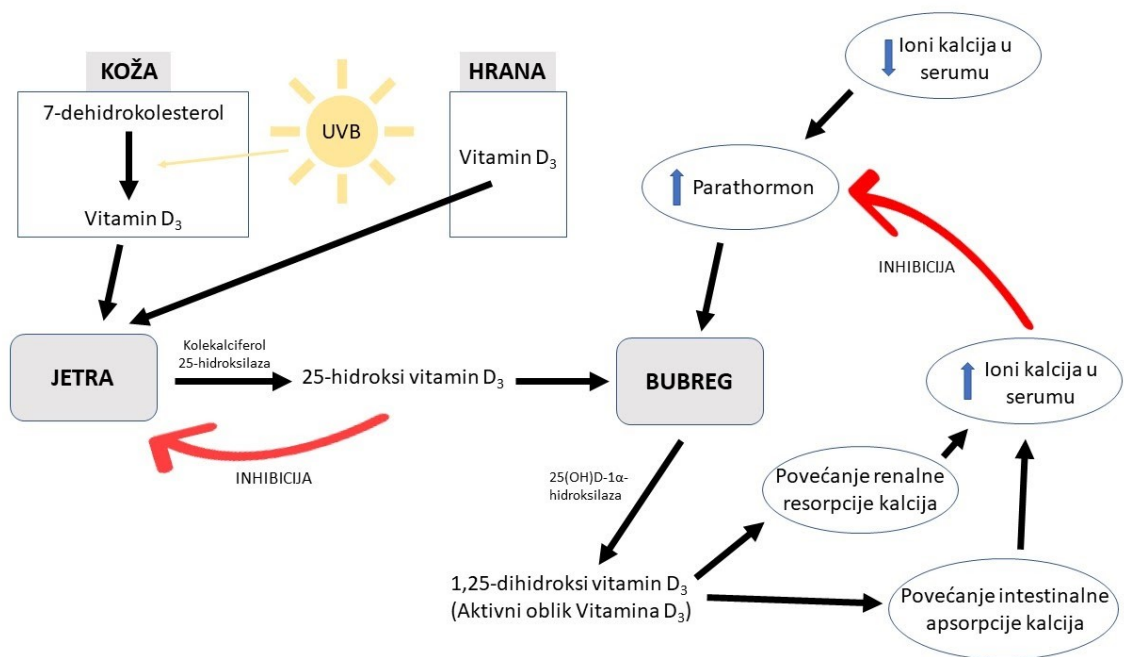 KOŽA
7-dehidrokolesterol
Vitamin D₃
UVB
HRANA
Vitamin D₃
Ioni kalcija u
serumu
Parathormon
INHIBICIJA
JETRA
Kolekalciferol
25-hidroksilaza
25-hidroksi vitamin D₃
INHIBICIJA
BUBREG
Ioni kalcija u
serumu
25(OH)D-1α-
hidroksilaza
Povećanje renalne
resorpcije kalcija
1,25-dihidroksi vitamin D₃
(Aktivni oblik Vitamina D₃)
Povećanje intestinalne
apsorpcije kalcija